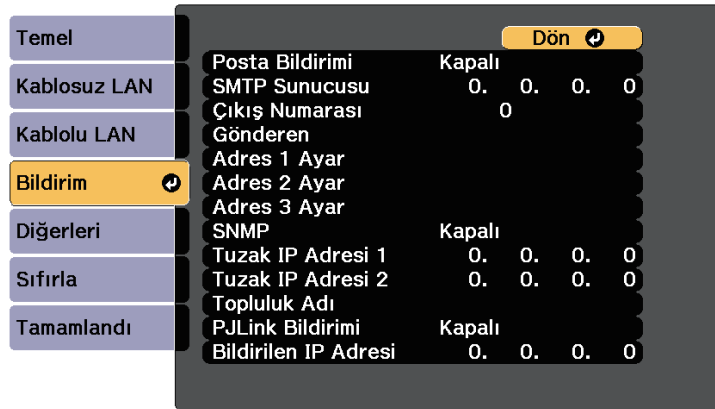 Temel
Kablosuz LAN
Kablolu LAN
Bildirim
Diğerleri
Sıfırla
Tamamlandı
Dön
Posta Bildirimi Kapalı
SMTP Sunucusu 0. 0. 0. 0
Çıkış Numarası 0
Gönderen
Adres 1 Ayar
Adres 2 Ayar
Adres 3 Ayar
SNMP Kapalı
Tuzak IP Adresi 1 0. 0. 0. 0
Tuzak IP Adresi 2 0. 0. 0. 0
Topluluk Adı
PJLink Bildirimi Kapalı
Bildirilen IP Adresi 0. 0. 0. 0